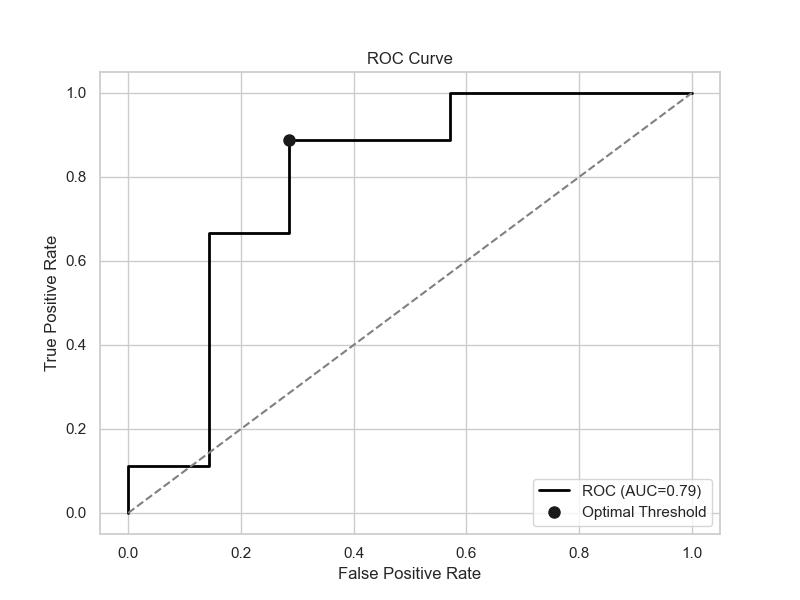 ROC Curve
1.0
0.8
0.6
0.4
0.2
0.0
True Positive Rate
0.0 0.2 0.4 0.6 0.8 1.0
False Positive Rate
ROC (AUC=0.79)
Optimal Threshold